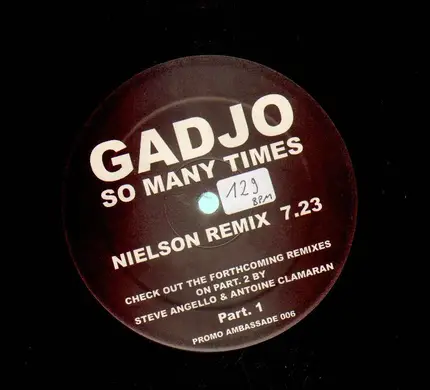 GADJO
SO MANY TIMES
129
BPM
NIELSON REMIX 7.23
CHECK OUT THE FORTHCOMING REMIXES
ON PART. 2 BY
STEVE ANGELLO & ANTOINE CLAMARAN
Part. 1
PROMO AMBASSADE 006